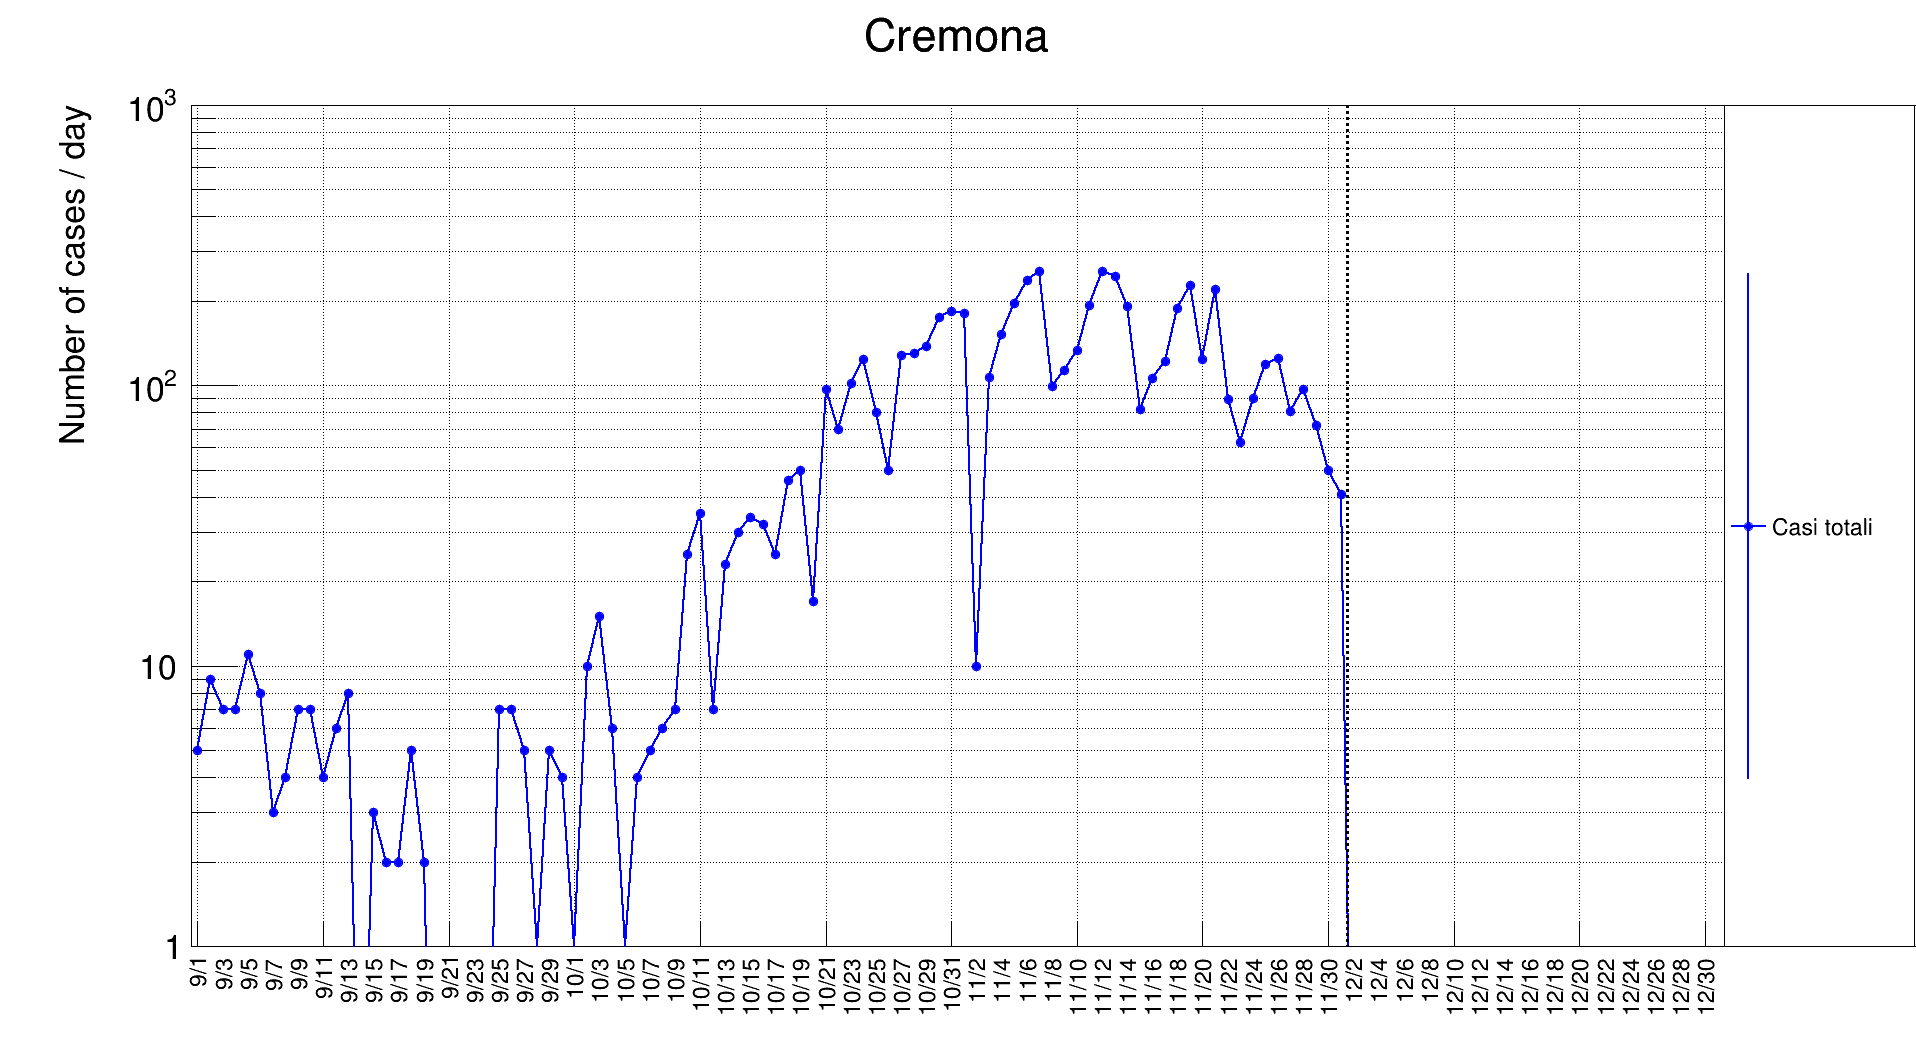 Cremona
Number of cases / day
10³
10²
10
1
9/1 9/3 9/5 9/7 9/9 9/11 9/13 9/15 9/17 9/19 9/21 9/23 9/25 9/27 9/29 10/1 10/3 10/5 10/7 10/9 10/11 10/13 10/15 10/17 10/19 10/21 10/23 10/25 10/27 10/29 10/31 11/2 11/4 11/6 11/8 11/10 11/12 11/14 11/16 11/18 11/20 11/22 11/24 11/26 11/28 11/30 12/2 12/4 12/6 12/8 12/10 12/12 12/14 12/16 12/18 12/20 12/22 12/24 12/26 12/28 12/30
Casi totali